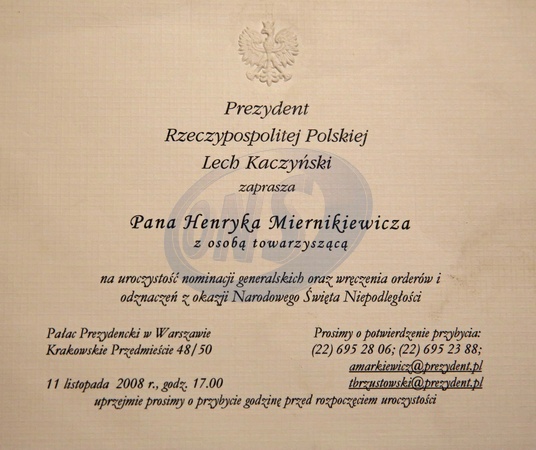 Prezydent
Rzeczypospolitej Polskiej
Lech Kaczyński
zaprasza
Pana Henryka Miernikiewicza
z osobą towarzyszącą
na uroczystość nominacji generalskich oraz wręczenia orderów i
odznaczeń z okazji Narodowego Święta Niepodległości
Pałac Prezydencki w Warszawie
Krakowskie Przedmieście 48/50
11 listopada 2008 r., godz. 17.00
Prosimy o potwierdzenie przybycia:
(22) 695 28 06; (22) 695 23 88;
amarkiewicz@prezydent.pl
tbrzustowski@prezydent.pl
uprzejmie prosimy o przybycie godzinę przed rozpoczęciem uroczystości
ONS